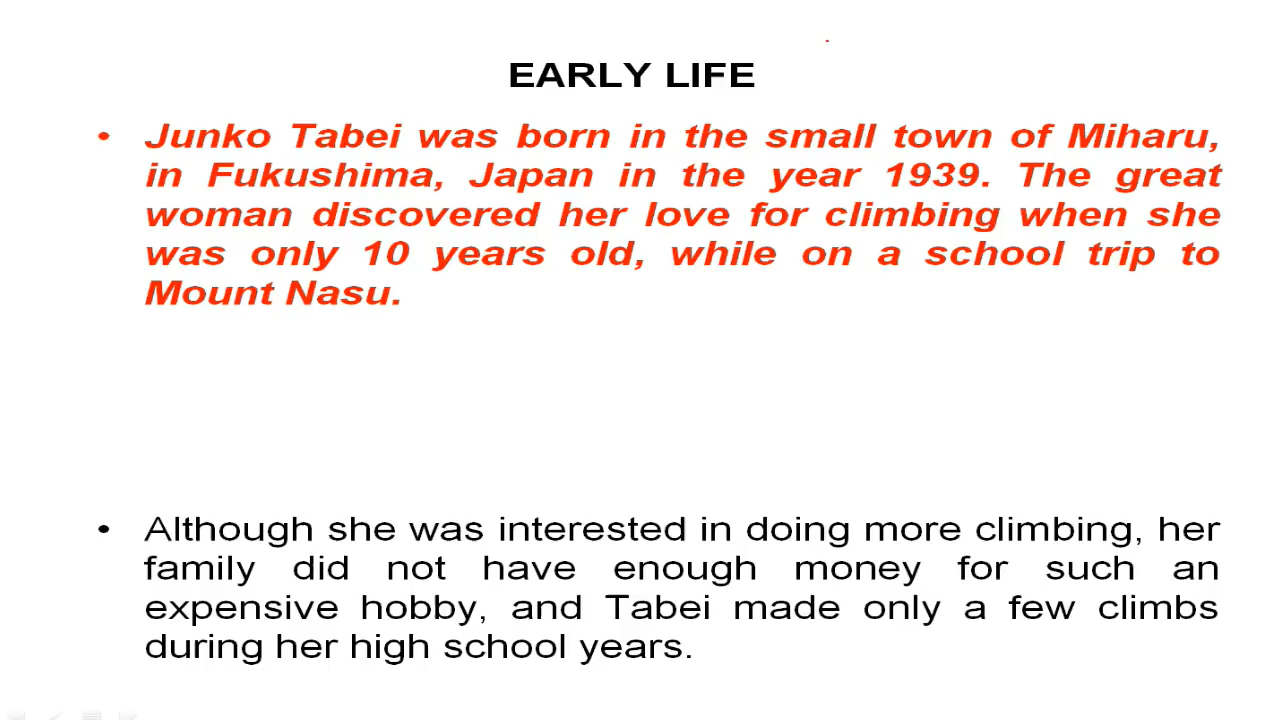 EARLY LIFE
• Junko Tabei was born in the small town of Miharu,
in Fukushima, Japan in the year 1939. The great
woman discovered her love for climbing when she
was only 10 years old, while on a school trip to
Mount Nasu.
• Although she was interested in doing more climbing, her
family did not have enough money for such an
expensive hobby, and Tabei made only a few climbs
during her high school years.